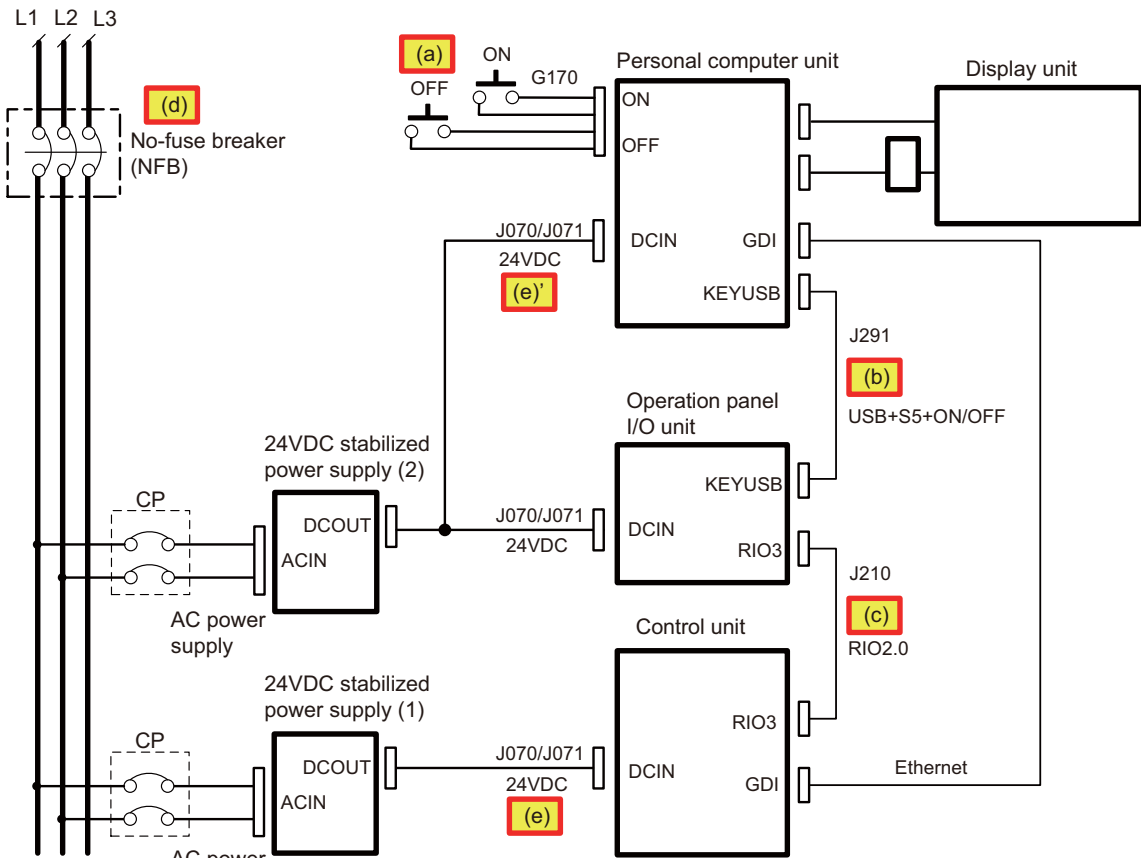 L1 L2 L3
(d)
No-fuse breaker
(NFB)
(a)
ON
OFF
G170
Personal computer unit
ON
OFF
DCIN
GDI
KEYUSB
Display unit
J070/J071
24VDC
(e)'
J291
(b)
USB+S5+ON/OFF
Operation panel
I/O unit
KEYUSB
DCIN
RIO3
24VDC stabilized
power supply (2)
CP
DCOUT
ACIN
J070/J071
24VDC
AC power
supply
J210
(c)
RIO2.0
Control unit
RIO3
DCIN
GDI
Ethernet
24VDC stabilized
power supply (1)
CP
DCOUT
ACIN
J070/J071
24VDC
(e)
AC power